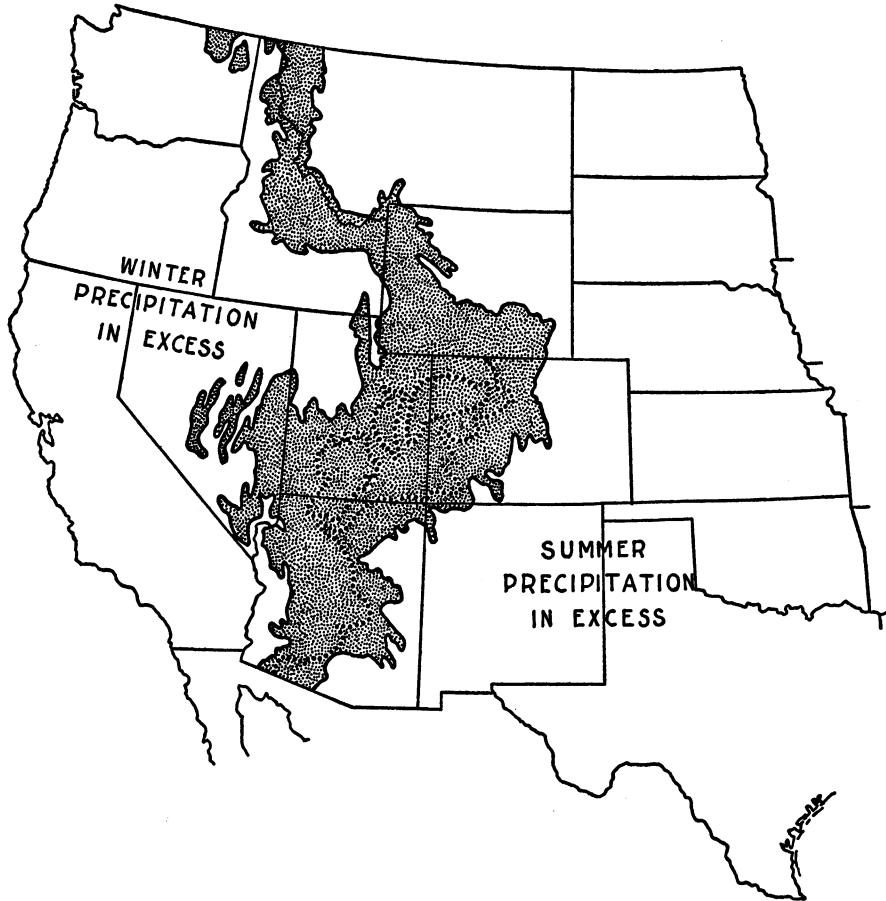 WINTER
PRECIPITATION
IN EXCESS
SUMMER
PRECIPITATION
IN EXCESS